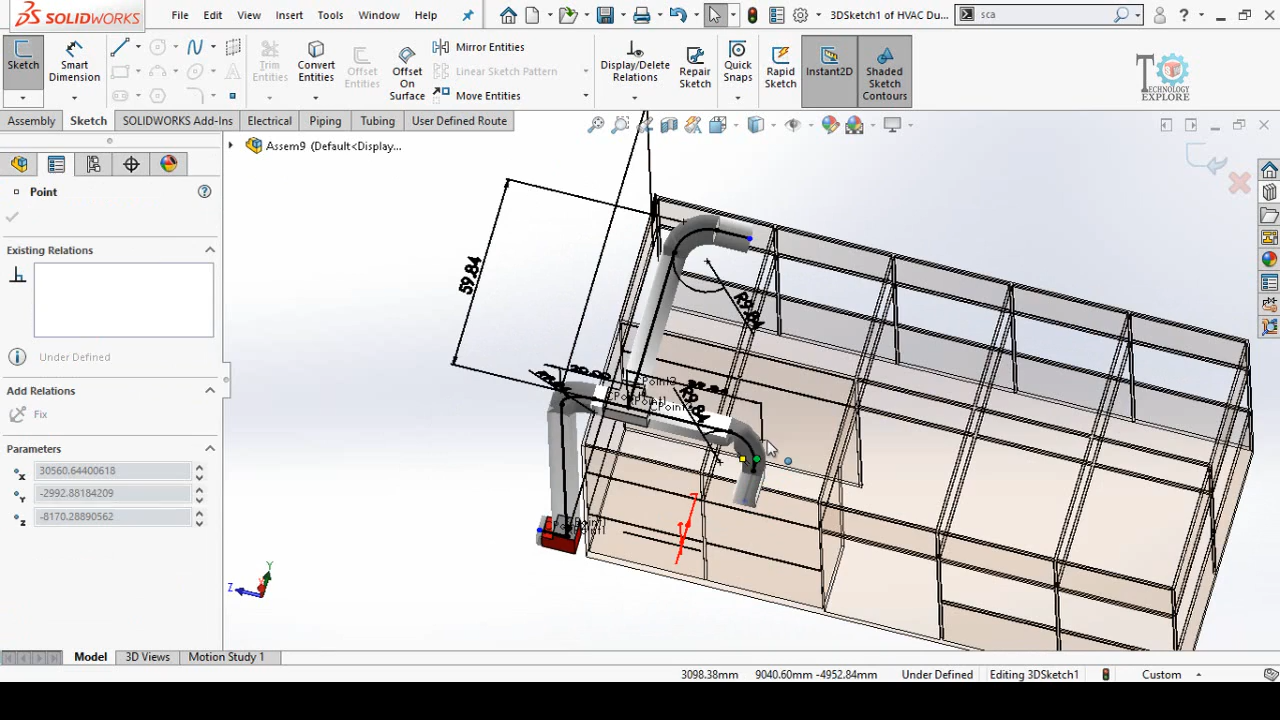 SOLIDWORKS
File Edit View Insert Tools Window Help
3DSketch1 of HVAC Du...
sca
Sketch
Smart Dimension
Trim Entities
Convert Entities
Offset Entities
Offset On Surface
Mirror Entities
Linear Sketch Pattern
Move Entities
Display/Delete Relations
Repair Sketch
Quick Snaps
Rapid Sketch
Instant2D
Shaded Sketch Contours
TECHNOLOGY EXPLORE
Assembly Sketch SOLIDWORKS Add-Ins Electrical Piping Tubing User Defined Route
Assem9 (Default<Display...
Point
Existing Relations
Under Defined
Add Relations
Fix
Parameters
30560.64400618
-2992.88184209
-8170.28890562
59.84
R9.84
R9.84
Y
Z
Model 3D Views Motion Study 1
3098.38mm 9040.60mm -4952.84mm Under Defined Editing 3DSketch1 Custom